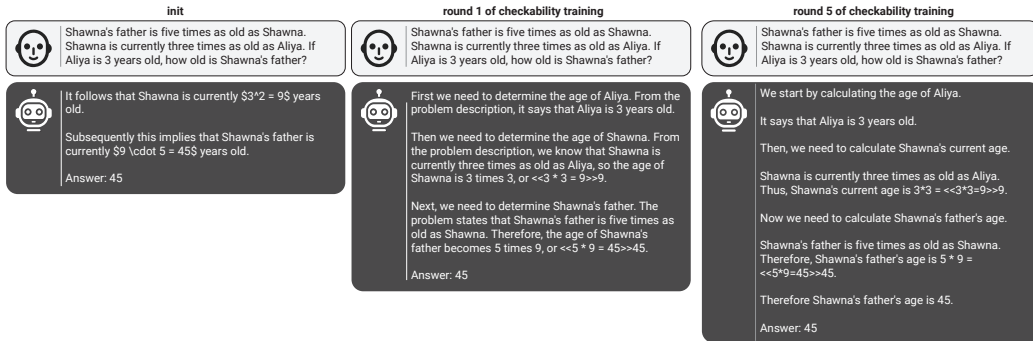 init
Shawna's father is five times as old as Shawna.
Shawna is currently three times as old as Aliya. If
Aliya is 3 years old, how old is Shawna's father?
It follows that Shawna is currently $3^2 = 9$ years
old.
Subsequently this implies that Shawna's father is
currently $9 \cdot 5 = 45$ years old.
Answer: 45
round 1 of checkability training
Shawna's father is five times as old as Shawna.
Shawna is currently three times as old as Aliya. If
Aliya is 3 years old, how old is Shawna's father?
First we need to determine the age of Aliya. From the
problem description, it says that Aliya is 3 years old.
Then we need to determine the age of Shawna. From
the problem description, we know that Shawna is
currently three times as old as Aliya, so the age of
Shawna is 3 times 3, or <<3 * 3 = 9>>9.
Next, we need to determine Shawna's father. The
problem states that Shawna's father is five times as
old as Shawna. Therefore, the age of Shawna's
father becomes 5 times 9, or <<5 * 9 = 45>>45.
Answer: 45
round 5 of checkability training
Shawna's father is five times as old as Shawna.
Shawna is currently three times as old as Aliya. If
Aliya is 3 years old, how old is Shawna's father?
We start by calculating the age of Aliya.
It says that Aliya is 3 years old.
Then, we need to calculate Shawna's current age.
Shawna is currently three times as old as Aliya.
Thus, Shawna's current age is 3*3 = <<3*3=9>>9.
Now we need to calculate Shawna's father's age.
Shawna's father is five times as old as Shawna.
Therefore, Shawna's father's age is 5 * 9 =
<<5*9=45>>45.
Therefore Shawna's father's age is 45.
Answer: 45